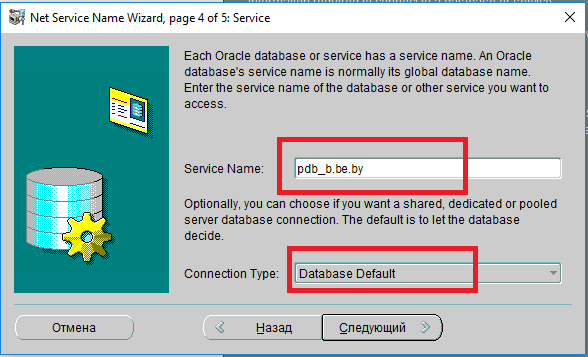 Net Service Name Wizard, page 4 of 5: Service
Each Oracle database or service has a service name. An Oracle
database's service name is normally its global database name.
Enter the service name of the database or other service you want to
access.
Service Name:
pdb_b.be.by
Optionally, you can choose if you want a shared, dedicated or pooled
server database connection. The default is to let the database
decide.
Connection Type:
Database Default
Отмена
Назад
Следующий